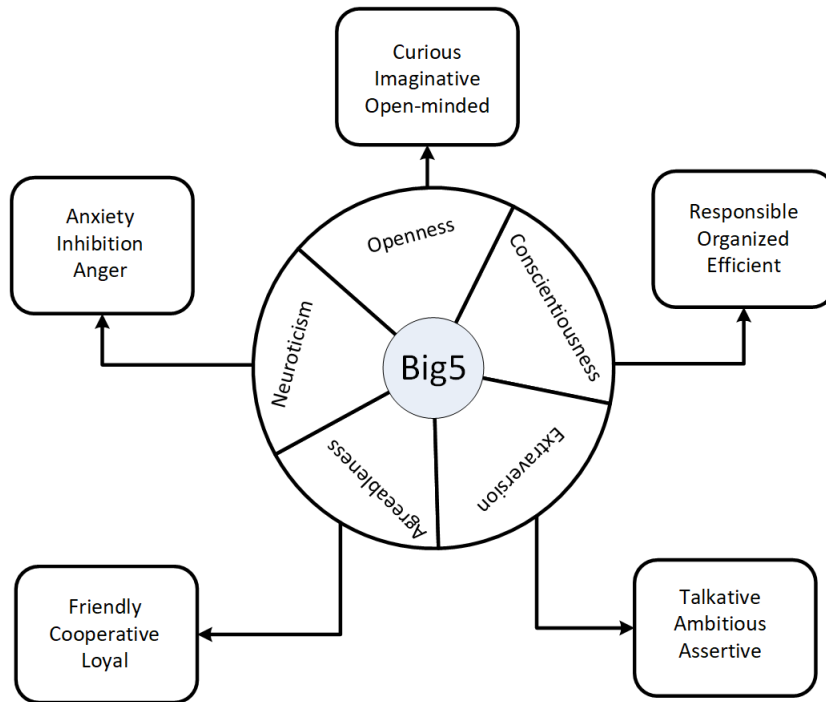 Curious
Imaginative
Open-minded
Anxiety
Inhibition
Anger
Responsible
Organized
Efficient
Openness
Conscientiousness
Neuroticism
Big5
Agreeableness
Extraversion
Friendly
Cooperative
Loyal
Talkative
Ambitious
Assertive